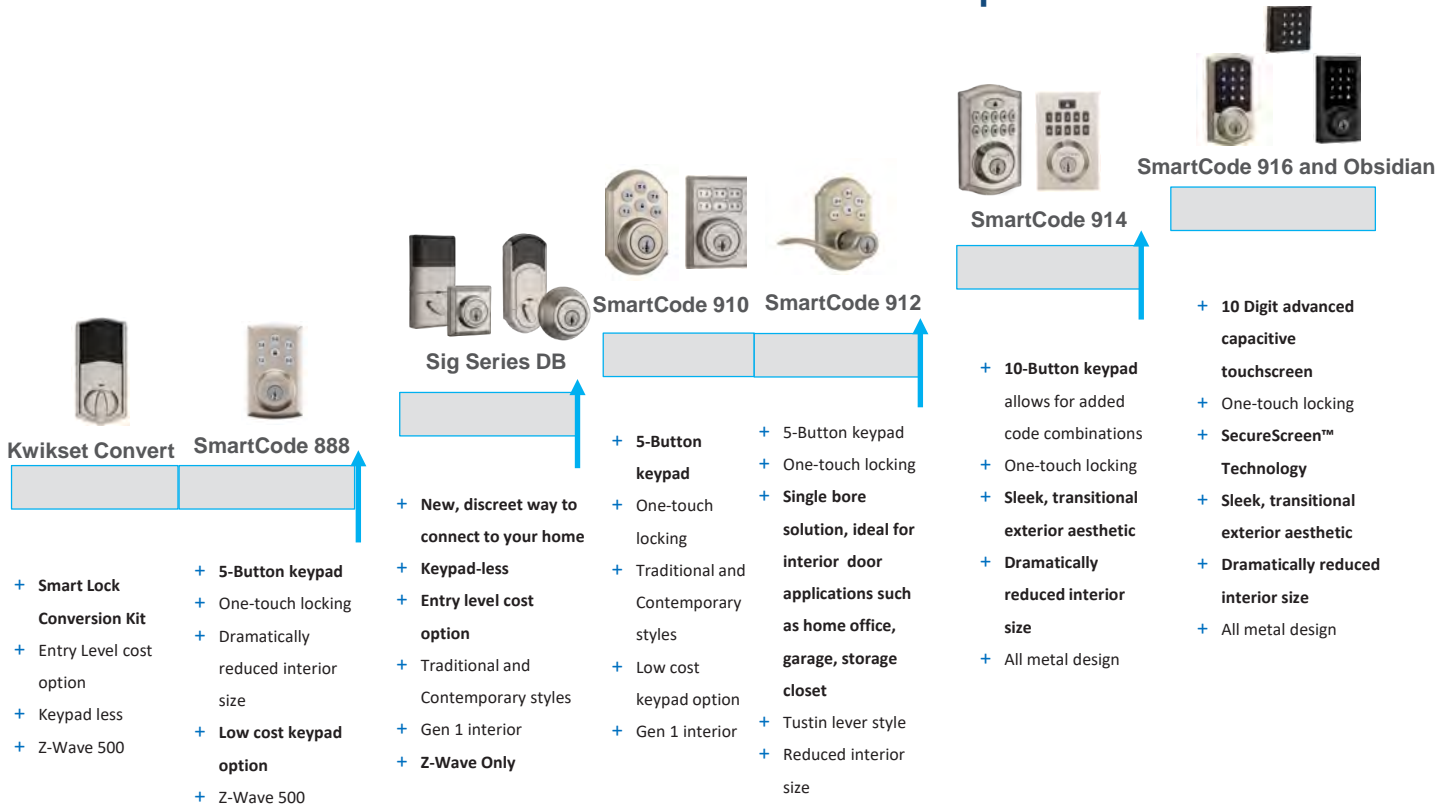 Kwikset Convert
+ Smart Lock
Conversion Kit
+ Entry Level cost
option
+ Keypad less
+ Z-Wave 500
SmartCode 888
+ 5-Button keypad
+ One-touch locking
+ Dramatically
reduced interior
size
+ Low cost keypad
option
+ Z-Wave 500
Sig Series DB
+ New, discreet way to
connect to your home
+ Keypad-less
+ Entry level cost
option
+ Traditional and
Contemporary styles
+ Gen 1 interior
+ Z-Wave Only
SmartCode 910
+ 5-Button
keypad
+ One-touch
locking
+ Traditional and
Contemporary
styles
+ Low cost
keypad option
+ Gen 1 interior
SmartCode 912
+ 5-Button keypad
+ One-touch locking
+ Single bore
solution, ideal for
interior door
applications such
as home office,
garage, storage
closet
+ Tustin lever style
+ Reduced interior
size
SmartCode 914
+ 10-Button keypad
allows for added
code combinations
+ One-touch locking
+ Sleek, transitional
exterior aesthetic
+ Dramatically
reduced interior
size
+ All metal design
SmartCode 916 and Obsidian
+ 10 Digit advanced
capacitive
touchscreen
+ One-touch locking
+ SecureScreen™
Technology
+ Sleek, transitional
exterior aesthetic
+ Dramatically reduced
interior size
+ All metal design